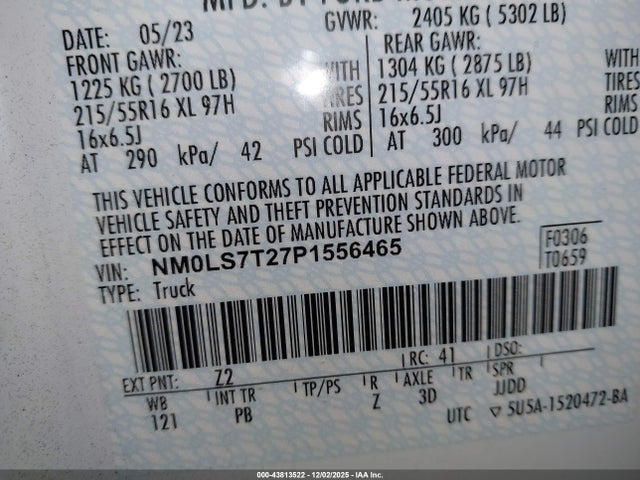 MFD. BY FORD
GVWR: 2405 KG ( 5302 LB)
DATE: 05/23
FRONT GAWR: REAR GAWR:
1225 KG ( 2700 LB) WITH 1304 KG ( 2875 LB) WITH
215/55R16 XL 97H TIRES 215/55R16 XL 97H TIRES
16x6.5J RIMS 16x6.5J RIMS
AT 290 kPa/ 42 PSI COLD AT 300 kPa/ 44 PSI COLD
THIS VEHICLE CONFORMS TO ALL APPLICABLE FEDERAL MOTOR
VEHICLE SAFETY AND THEFT PREVENTION STANDARDS IN
EFFECT ON THE DATE OF MANUFACTURE SHOWN ABOVE.
VIN: NM0LS7T27P1556465 F0306
TYPE: Truck T0659
EXT PNT: Z2 RC: 41 DSO:
WB INT TR TP/PS R AXLE TR SPR
121 PB Z 3D JJDD
UTC ▽ SU5A-1520472-BA
000-43813522 - 12/02/2025 - IAA Inc.